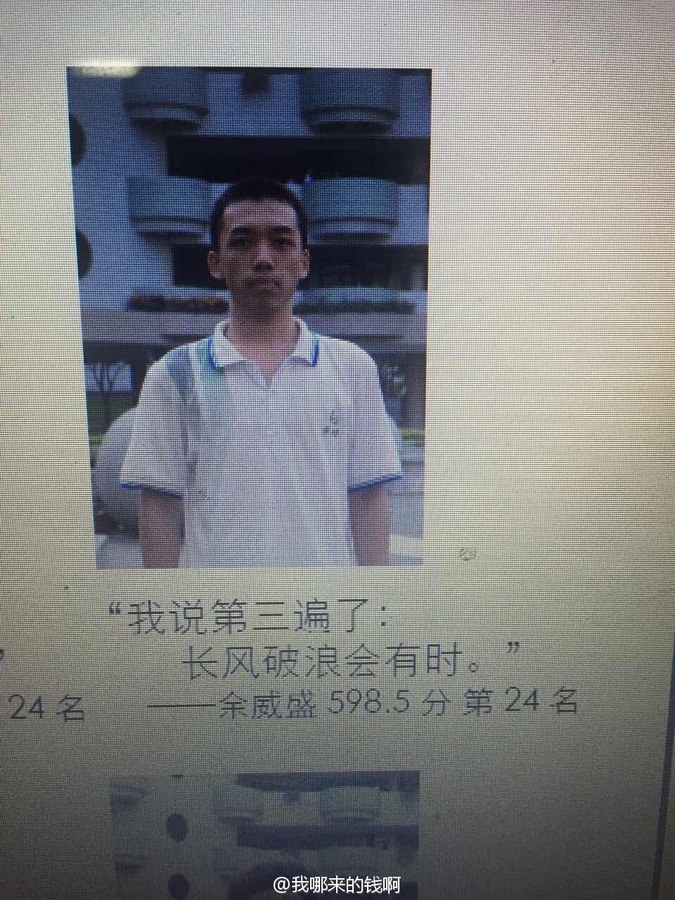 “我说第三遍了：
长风破浪会有时。”
”
24 名
——余威盛 598.5 分 第 24 名
@我哪来的钱啊